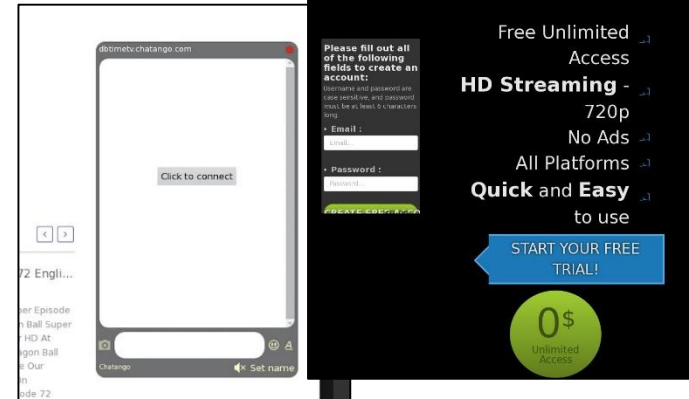 dbtimetv.chatango.com
Click to connect
Chatango
Set name
< >
72 Engli...
per Episode
n Ball Super
r HD At
agon Ball
e Our
in
ode 72
Please fill out all
of the following
fields to create an
account:
Username and password are
case sensitive, and password
must be at least 6 characters
long.
• Email :
Email...
• Password :
Password...
Free Unlimited
Access
HD Streaming -
720p
No Ads
All Platforms
Quick and Easy
to use
START YOUR FREE
TRIAL!
0$
Unlimited
Access